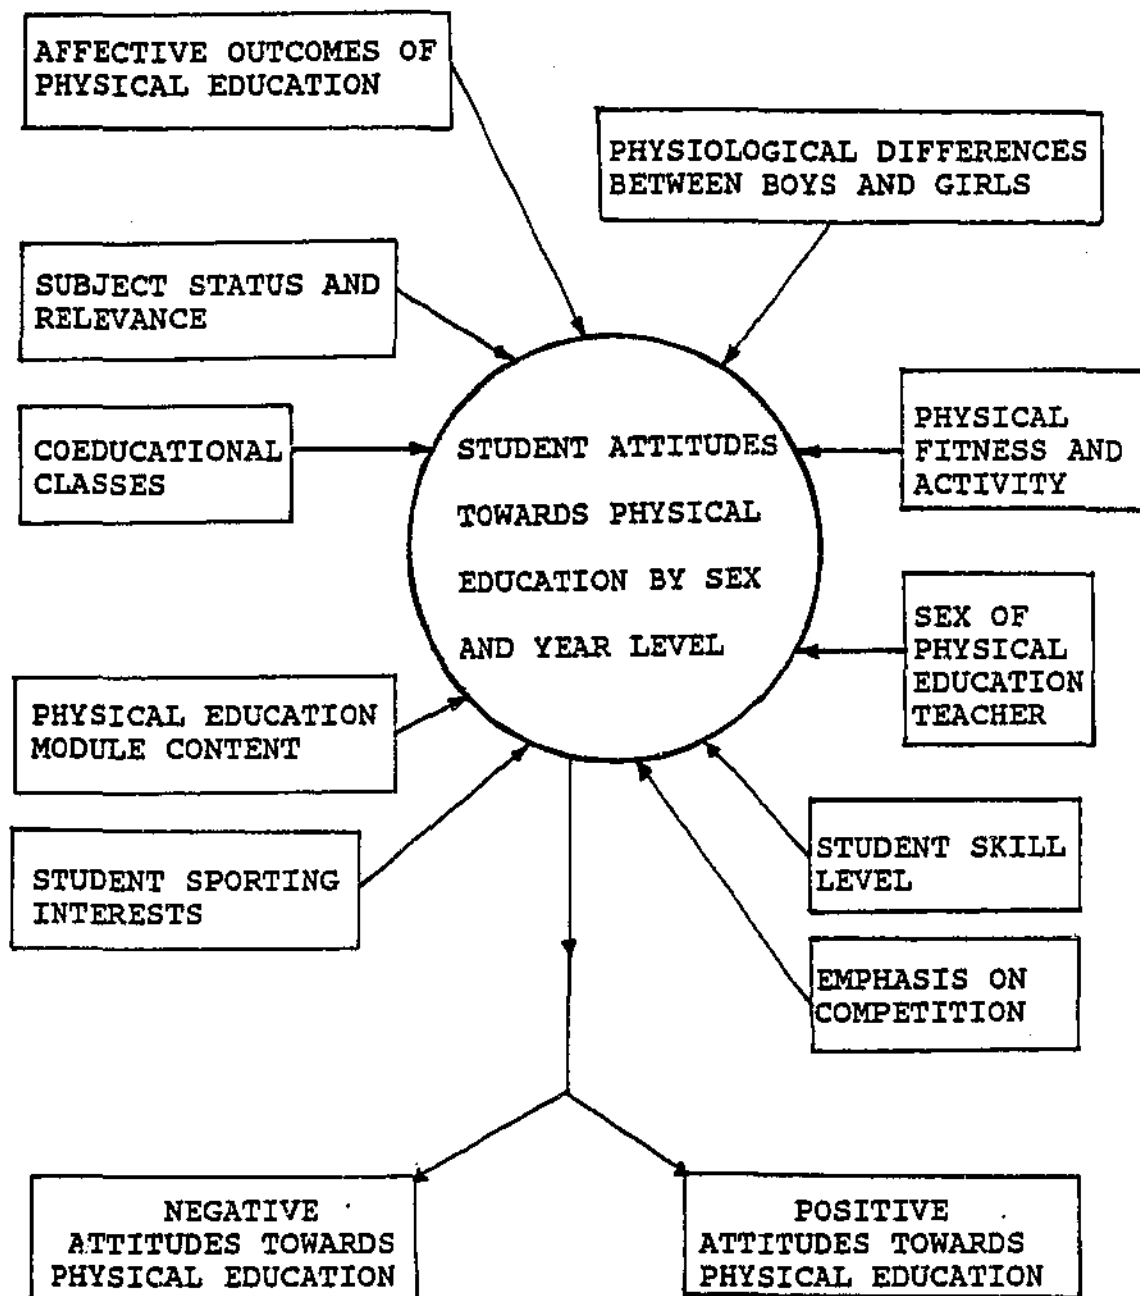 AFFECTIVE OUTCOMES OF
PHYSICAL EDUCATION
PHYSIOLOGICAL DIFFERENCES
BETWEEN BOYS AND GIRLS
SUBJECT STATUS AND
RELEVANCE
COEDUCATIONAL
CLASSES
STUDENT ATTITUDES
TOWARDS PHYSICAL
EDUCATION BY SEX
AND YEAR LEVEL
PHYSICAL
FITNESS AND
ACTIVITY
SEX OF
PHYSICAL
EDUCATION
TEACHER
PHYSICAL EDUCATION
MODULE CONTENT
STUDENT SPORTING
INTERESTS
STUDENT SKILL
LEVEL
EMPHASIS ON
COMPETITION
NEGATIVE
ATTITUDES TOWARDS
PHYSICAL EDUCATION
POSITIVE
ATTITUDES TOWARDS
PHYSICAL EDUCATION